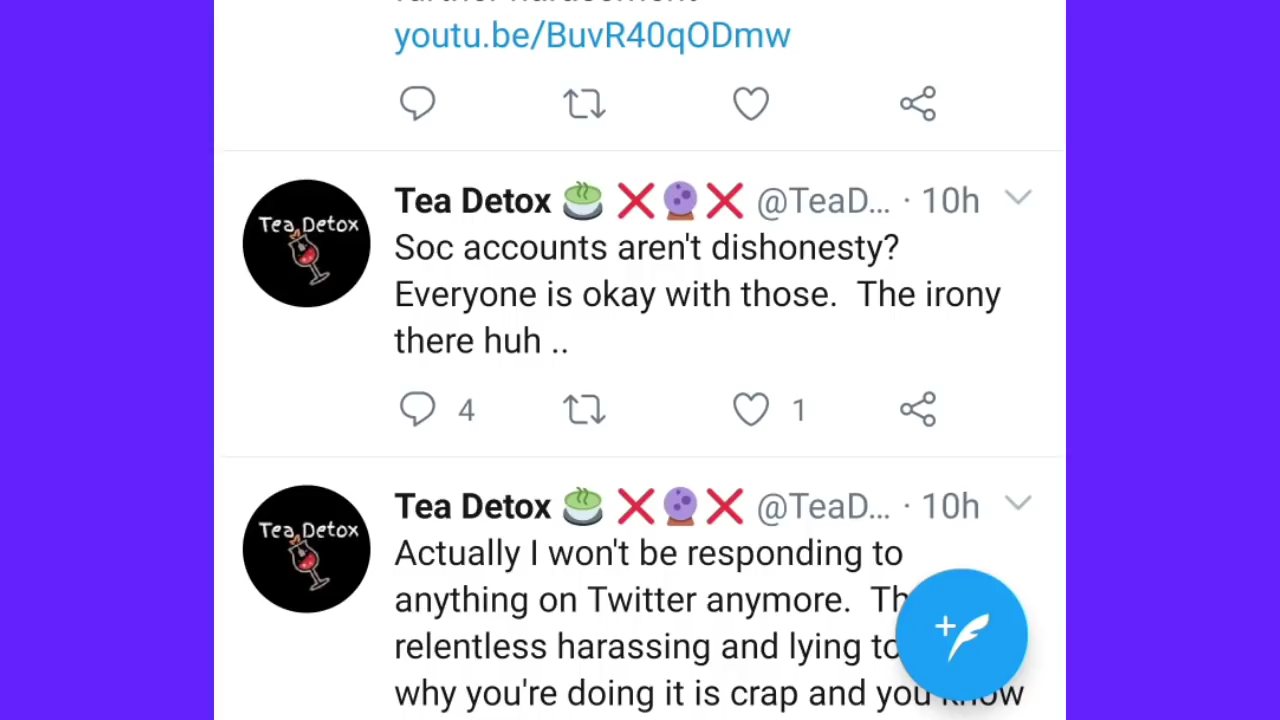 youtu.be/BuvR40qODmw
Tea Detox 🍵❌🔮❌ @TeaD... · 10h
Tea Detox
Soc accounts aren't dishonesty?
Everyone is okay with those.  The irony
there huh ..
4
1
Tea Detox 🍵❌🔮❌ @TeaD... · 10h
Tea Detox
Actually I won't be responding to
anything on Twitter anymore.
relentless harassing and lying
why you're doing it is crap and you know